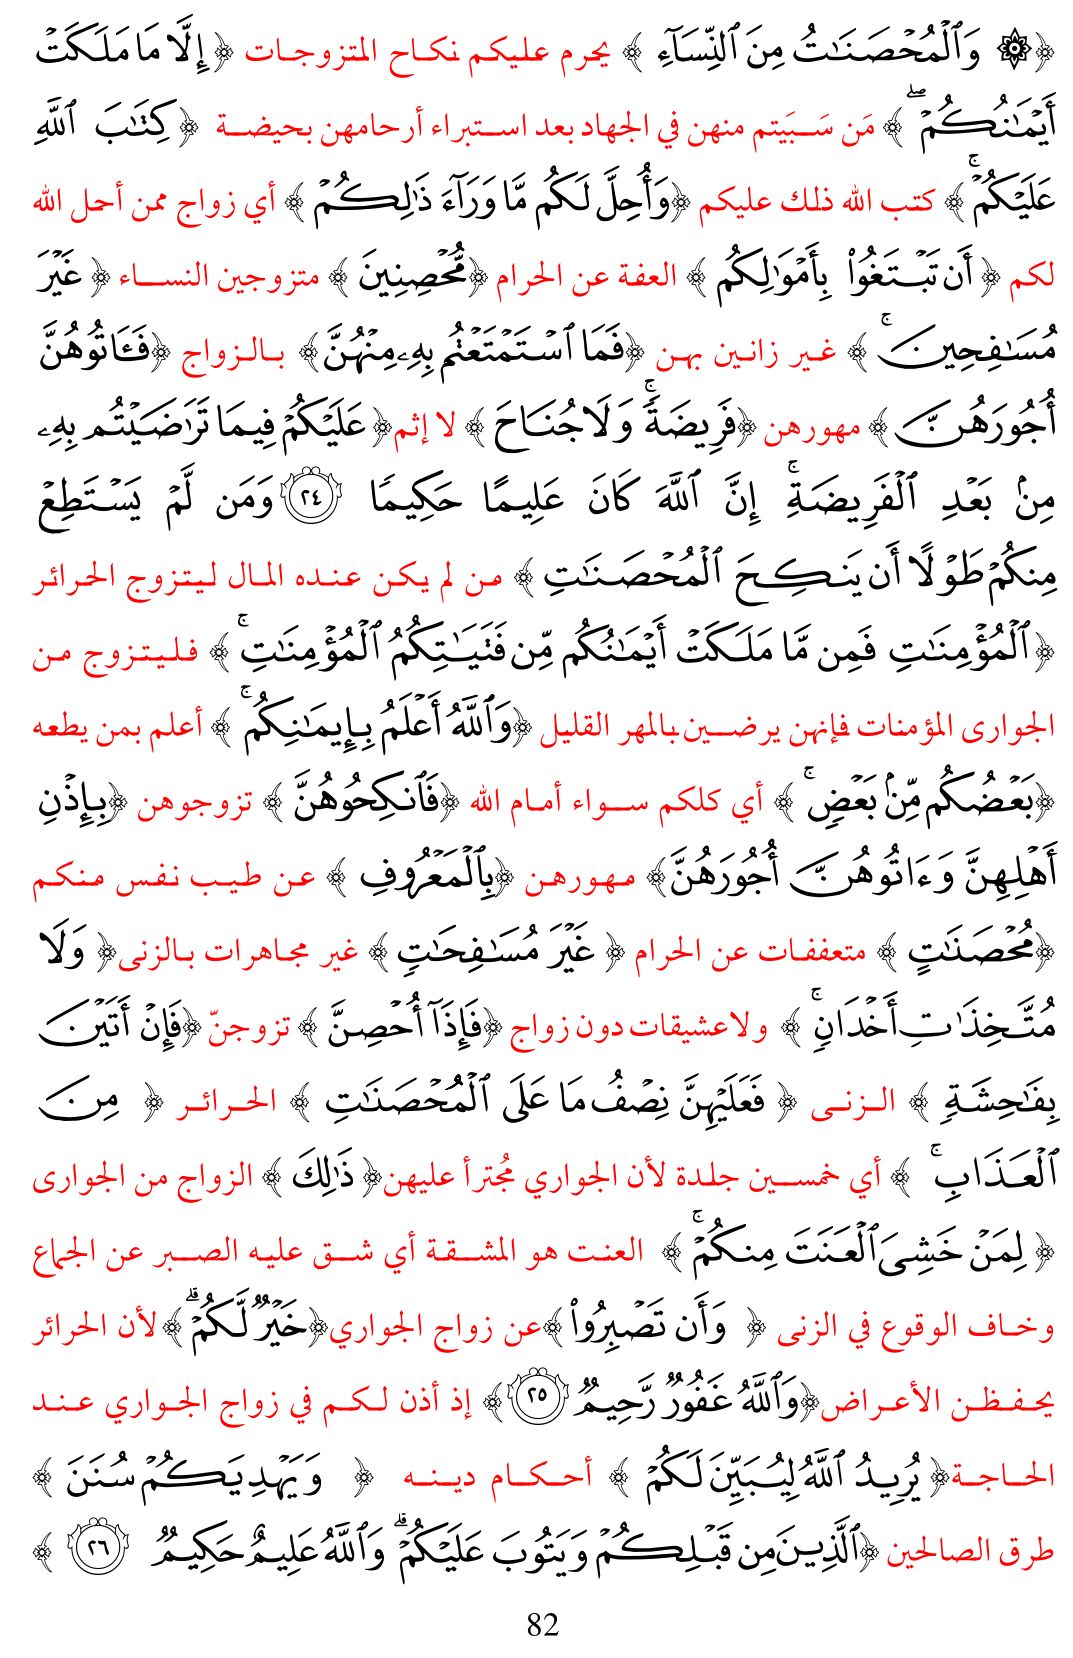 ﴿۞ وَٱلۡمُحۡصَنَٰتُ مِنَ ٱلنِّسَآءِ ﴾ يحرم عليكم نكاح المتزوجات ﴿ إِلَّا مَا مَلَكَتۡ
أَيۡمَٰنُكُمۡۖ ﴾ مَن سَبَيتم منهن في الجهاد بعد استبراء أرحامهن بحيضة ﴿ كِتَٰبَ ٱللَّهِ
عَلَيۡكُمۡۚ ﴾ كتب الله ذلك عليكم ﴿وَأُحِلَّ لَكُم مَّا وَرَآءَ ذَٰلِكُمۡ ﴾ أي زواج ممن أحل الله
لكم ﴿ أَن تَبۡتَغُواْ بِأَمۡوَٰلِكُم ﴾ العفة عن الحرام ﴿مُّحۡصِنِينَ ﴾ متزوجين النساء ﴿ غَيۡرَ
مُسَٰفِحِينَۚ ﴾ غير زانين بهن ﴿فَمَا ٱسۡتَمۡتَعۡتُم بِهِۦ مِنۡهُنَّ﴾ بالزواج ﴿فَـَٔاتُوهُنَّ
أُجُورَهُنَّ ﴾ مهورهن ﴿فَرِيضَةٗۚ وَلَا جُنَاحَ ﴾ لا إثم﴿ عَلَيۡكُمۡ فِيمَا تَرَٰضَيۡتُم بِهِۦ
مِنۢ بَعۡدِ ٱلۡفَرِيضَةِۚ إِنَّ ٱللَّهَ كَانَ عَلِيمًا حَكِيمٗا ٢٤ وَمَن لَّمۡ يَسۡتَطِعۡ
مِنكُمۡ طَوۡلًا أَن يَنكِحَ ٱلۡمُحۡصَنَٰتِ ﴾ من لم يكن عنده المال ليتزوج الحرائر
﴿ٱلۡمُؤۡمِنَٰتِ فَمِن مَّا مَلَكَتۡ أَيۡمَٰنُكُم مِّن فَتَيَٰتِكُمُ ٱلۡمُؤۡمِنَٰتِۚ ﴾ فليتزوج من
الجوارى المؤمنات فإنهن يرضين بالمهر القليل ﴿وَٱللَّهُ أَعۡلَمُ بِإِيمَٰنِكُمۚ ﴾ أعلم بمن يطعه
﴿بَعۡضُكُم مِّنۢ بَعۡضٖۚ ﴾ أي كلكم سواء أمام الله ﴿فَٱنكِحُوهُنَّ ﴾ تزوجوهن ﴿بِإِذۡنِ
أَهۡلِهِنَّ وَءَاتُوهُنَّ أُجُورَهُنَّ﴾ مهورهن ﴿بِٱلۡمَعۡرُوفِ ﴾ عن طيب نفس منكم
﴿مُحۡصَنَٰتٍ ﴾ متعففات عن الحرام ﴿ غَيۡرَ مُسَٰفِحَٰتٖ ﴾ غير مجاهرات بالزنى﴿ وَلَا
مُتَّخِذَٰتِ أَخۡدَانٖۚ ﴾ ولاعشيقات دون زواج ﴿فَإِذَآ أُحۡصِنَّ ﴾ تزوجنّ ﴿فَإِنۡ أَتَيۡنَ
بِفَٰحِشَةٖ ﴾ الزنى ﴿ فَعَلَيۡهِنَّ نِصۡفُ مَا عَلَى ٱلۡمُحۡصَنَٰتِ ﴾ الحرائر ﴿ مِنَ
ٱلۡعَذَابِۚ ﴾ أي خمسين جلدة لأن الجواري مُجترأ عليهن﴿ ذَٰلِكَ ﴾ الزواج من الجوارى
﴿ لِمَنۡ خَشِيَ ٱلۡعَنَتَ مِنكُمۡۚ ﴾ العنت هو المشقة أي شق عليه الصبر عن الجماع
وخاف الوقوع في الزنى ﴿ وَأَن تَصۡبِرُواْ ﴾عن زواج الجواري﴿خَيۡرٞ لَّكُمۡۗ ﴾لأن الحرائر
يحفظن الأعراض﴿وَٱللَّهُ غَفُورٞ رَّحِيمٞ ٢٥ ﴾ إذ أذن لكم في زواج الجواري عند
الحاجة﴿ يُرِيدُ ٱللَّهُ لِيُبَيِّنَ لَكُمۡ ﴾ أحكام دينه ﴿ وَيَهۡدِيَكُمۡ سُنَنَ ﴾
طرق الصالحين ﴿ٱلَّذِينَ مِن قَبۡلِكُمۡ وَيَتُوبَ عَلَيۡكُمۡۗ وَٱللَّهُ عَلِيمٌ حَكِيمٞ ٢٦ ﴾
82